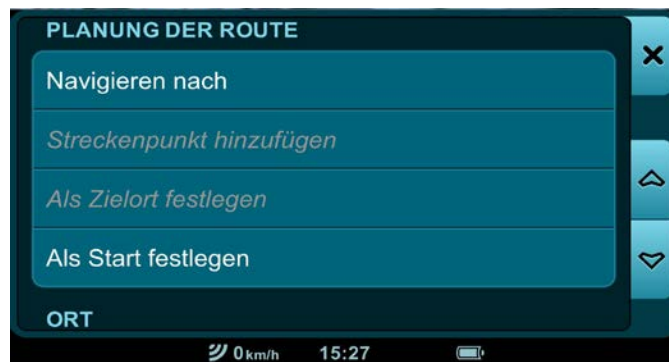 PLANUNG DER ROUTE
Navigieren nach
Streckenpunkt hinzufügen
Als Zielort festlegen
Als Start festlegen
ORT
0 km/h 15:27